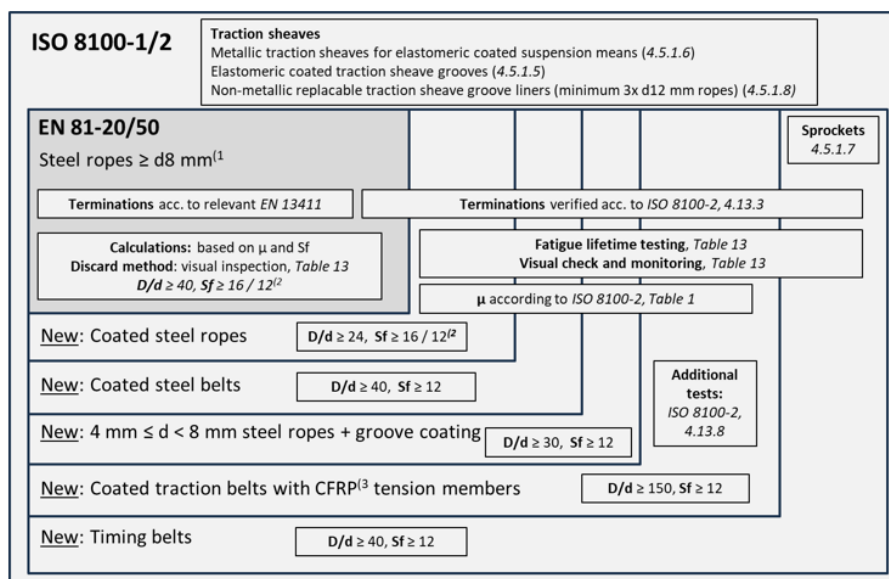 ISO 8100-1/2
Traction sheaves
Metallic traction sheaves for elastomeric coated suspension means (4.5.1.6)
Elastomeric coated traction sheave grooves (4.5.1.5)
Non-metallic replacable traction sheave groove liners (minimum 3x d12 mm ropes) (4.5.1.8)
EN 81-20/50
Steel ropes ≥ d8 mm(1
Sprockets
4.5.1.7
Terminations acc. to relevant EN 13411
Terminations verified acc. to ISO 8100-2, 4.13.3
Calculations: based on µ and Sf
Discard method: visual inspection, Table 13
D/d ≥ 40, Sf ≥ 16 / 12(2
Fatigue lifetime testing, Table 13
Visual check and monitoring, Table 13
µ according to ISO 8100-2, Table 1
New: Coated steel ropes
D/d ≥ 24, Sf ≥ 16 / 12(2
New: Coated steel belts
D/d ≥ 40, Sf ≥ 12
Additional
tests:
ISO 8100-2,
4.13.8
New: 4 mm ≤ d < 8 mm steel ropes + groove coating
D/d ≥ 30, Sf ≥ 12
New: Coated traction belts with CFRP(3 tension members
D/d ≥ 150, Sf ≥ 12
New: Timing belts
D/d ≥ 40, Sf ≥ 12